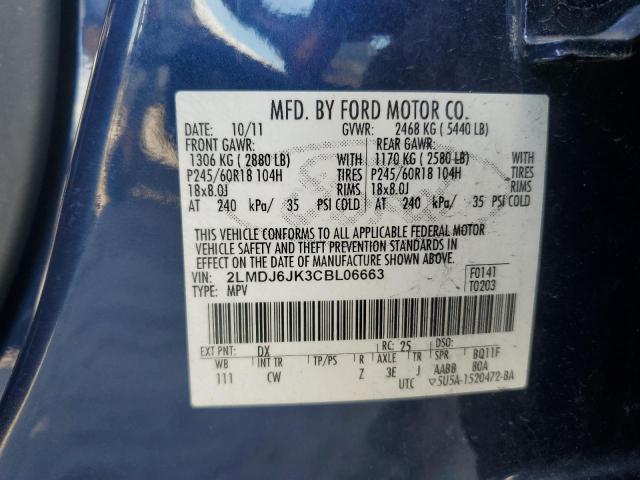 MFD. BY FORD MOTOR CO.
DATE: 10/11 GVWR: 2468 KG ( 5440 LB)
FRONT GAWR: REAR GAWR:
1306 KG ( 2880 LB) WITH 1170 KG ( 2580 LB) WITH
P245/60R18 104H TIRES P245/60R18 104H TIRES
18x8.0J RIMS 18x8.0J RIMS
AT 240 kPa/ 35 PSI COLD AT 240 kPa/ 35 PSI COLD
THIS VEHICLE CONFORMS TO ALL APPLICABLE FEDERAL MOTOR
VEHICLE SAFETY AND THEFT PREVENTION STANDARDS IN
EFFECT ON THE DATE OF MANUFACTURE SHOWN ABOVE.
VIN: 2LMDJ6JK3CBL06663 F0141
TYPE: MPV T0203
EXT PNT: DX RC: 25 DSO:
WB INT TR TP/PS R AXLE TR SPR BQ11F
111 CW Z 3E J AABB 80A
UTC ▽5U5A-1520472-BA